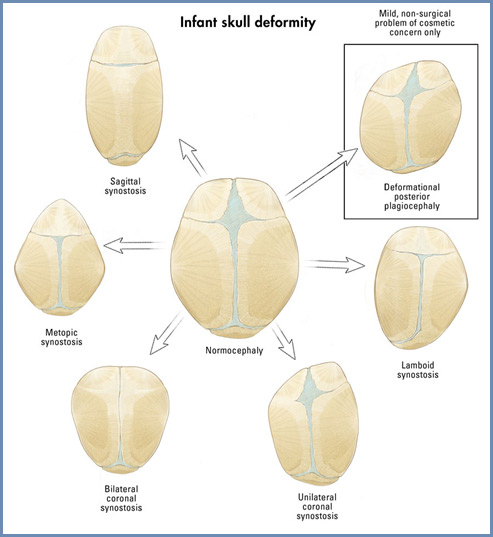 Infant skull deformity
Mild, non-surgical
problem of cosmetic
concern only
Sagittal
synostosis
Deformational
posterior
plagiocephaly
Metopic
synostosis
Normocephaly
Lamboid
synostosis
Bilateral
coronal
synostosis
Unilateral
coronal
synostosis